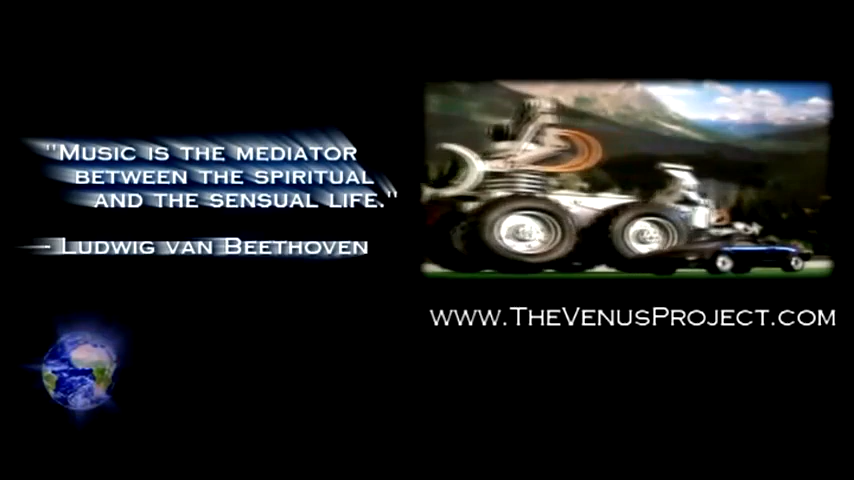 "Music is the mediator
between the spiritual
and the sensual life."
— Ludwig van Beethoven
www.TheVenusProject.com